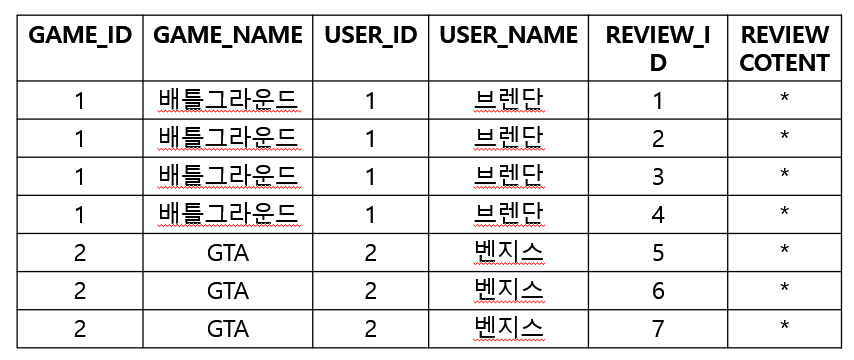 GAME_ID GAME_NAME USER_ID USER_NAME REVIEW_I
D REVIEW
COTENT
1 배틀그라운드 1 브렌단 1 *
1 배틀그라운드 1 브렌단 2 *
1 배틀그라운드 1 브렌단 3 *
1 배틀그라운드 1 브렌단 4 *
2 GTA 2 벤지스 5 *
2 GTA 2 벤지스 6 *
2 GTA 2 벤지스 7 *